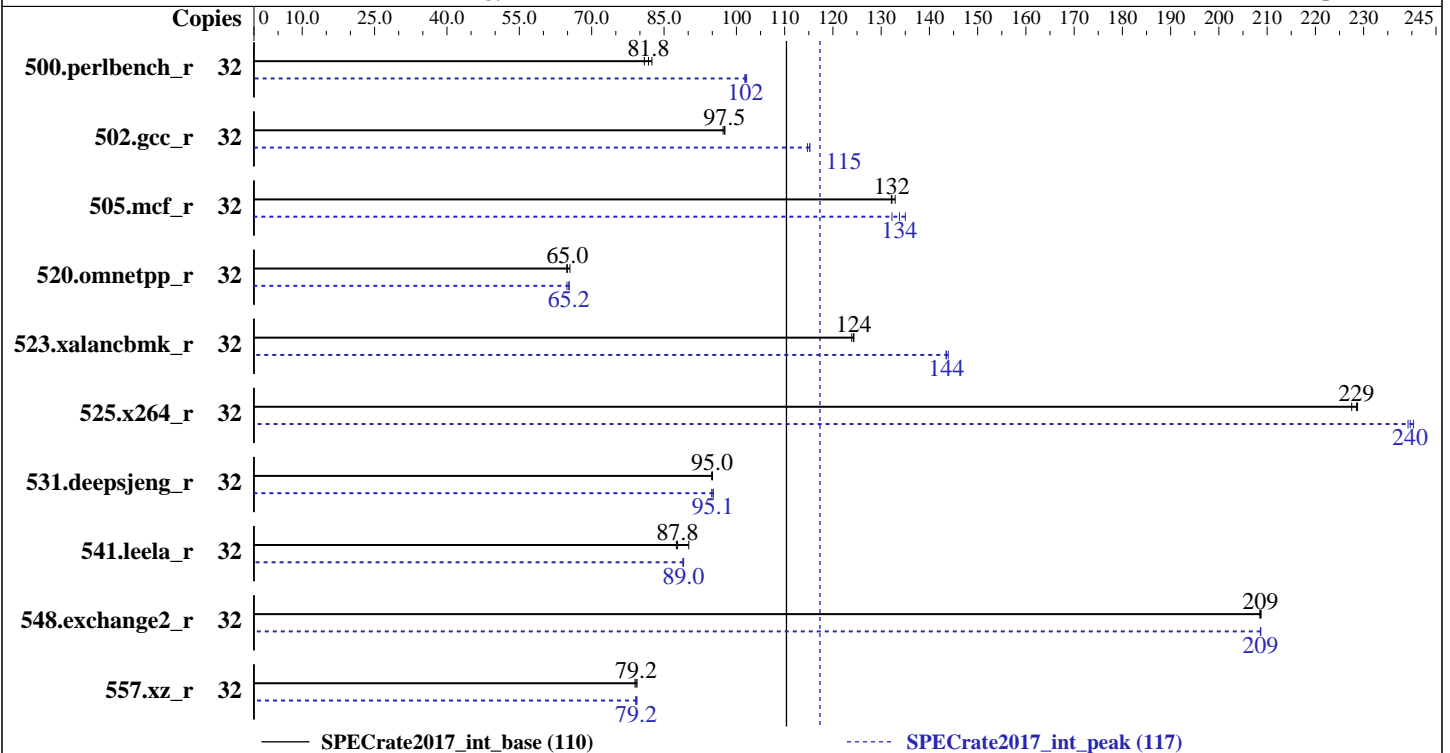 Copies 0 10.0 25.0 40.0 55.0 70.0 85.0 100 110 120 130 140 150 160 170 180 190 200 210 220 230 245
81.8
500.perlbench_r 32
102
97.5
502.gcc_r 32
115
132
505.mcf_r 32
134
65.0
520.omnetpp_r 32
65.2
124
523.xalancbmk_r 32
144
229
525.x264_r 32
240
95.0
531.deepsjeng_r 32
95.1
87.8
541.leela_r 32
89.0
209
548.exchange2_r 32
209
79.2
557.xz_r 32
79.2
SPECrate2017_int_base (110) SPECrate2017_int_peak (117)